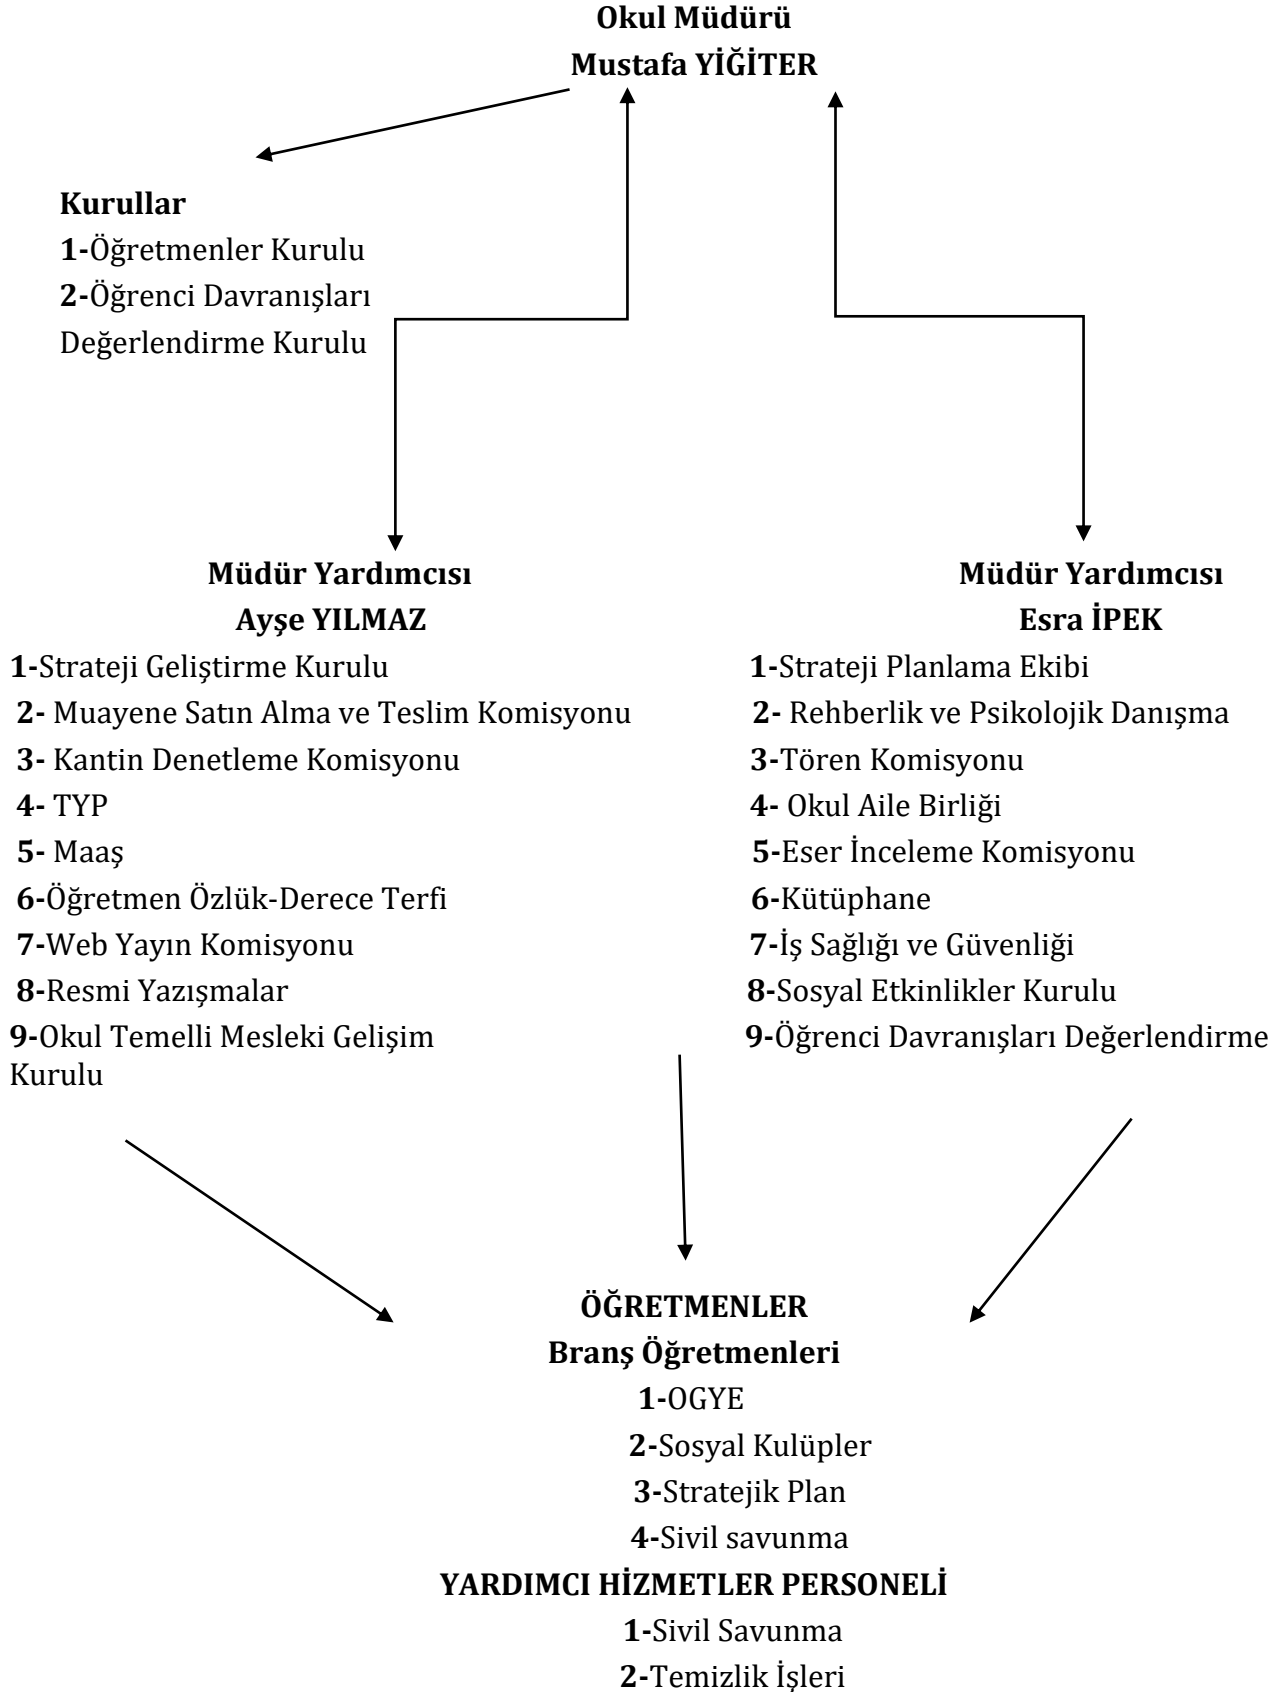 Okul Müdürü
Mustafa YİĞİTER
Kurullar
1-Öğretmenler Kurulu
2-Öğrenci Davranışları
Değerlendirme Kurulu
Müdür Yardımcısı
Ayşe YILMAZ
1-Strateji Geliştirme Kurulu
2- Muayene Satın Alma ve Teslim Komisyonu
3- Kantin Denetleme Komisyonu
4- TYP
5- Maaş
6-Öğretmen Özlük-Derece Terfi
7-Web Yayın Komisyonu
8-Resmi Yazışmalar
9-Okul Temelli Mesleki Gelişim
Kurulu
Müdür Yardımcısı
Esra İPEK
1-Strateji Planlama Ekibi
2- Rehberlik ve Psikolojik Danışma
3-Tören Komisyonu
4- Okul Aile Birliği
5-Eser İnceleme Komisyonu
6-Kütüphane
7-İş Sağlığı ve Güvenliği
8-Sosyal Etkinlikler Kurulu
9-Öğrenci Davranışları Değerlendirme
ÖĞRETMENLER
Branş Öğretmenleri
1-OGYE
2-Sosyal Kulüpler
3-Stratejik Plan
4-Sivil savunma
YARDIMCI HİZMETLER PERSONELİ
1-Sivil Savunma
2-Temizlik İşleri